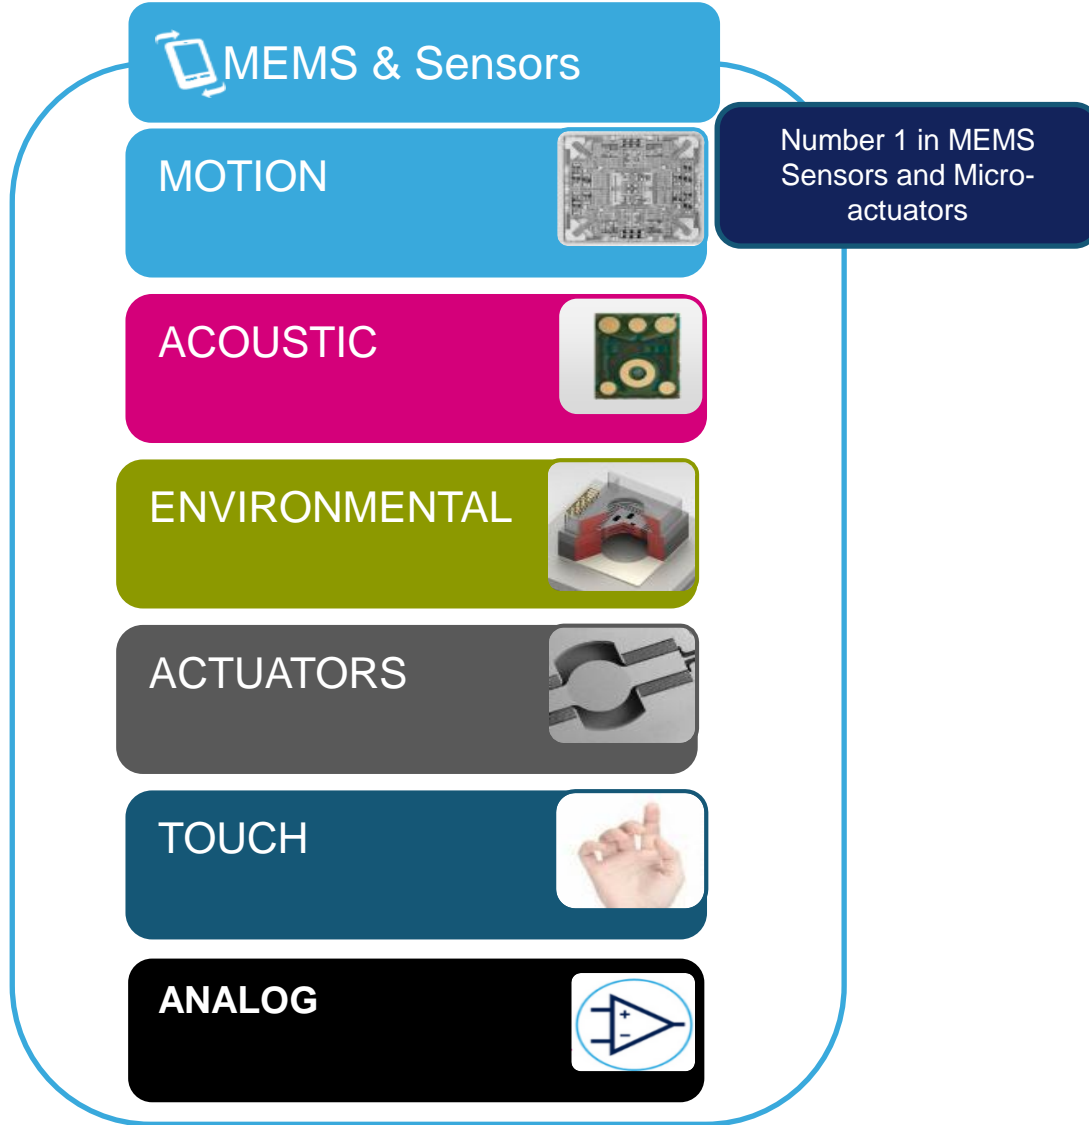 MEMS & Sensors
MOTION
Number 1 in MEMS
Sensors and Micro-
actuators
ACOUSTIC
ENVIRONMENTAL
ACTUATORS
TOUCH
ANALOG